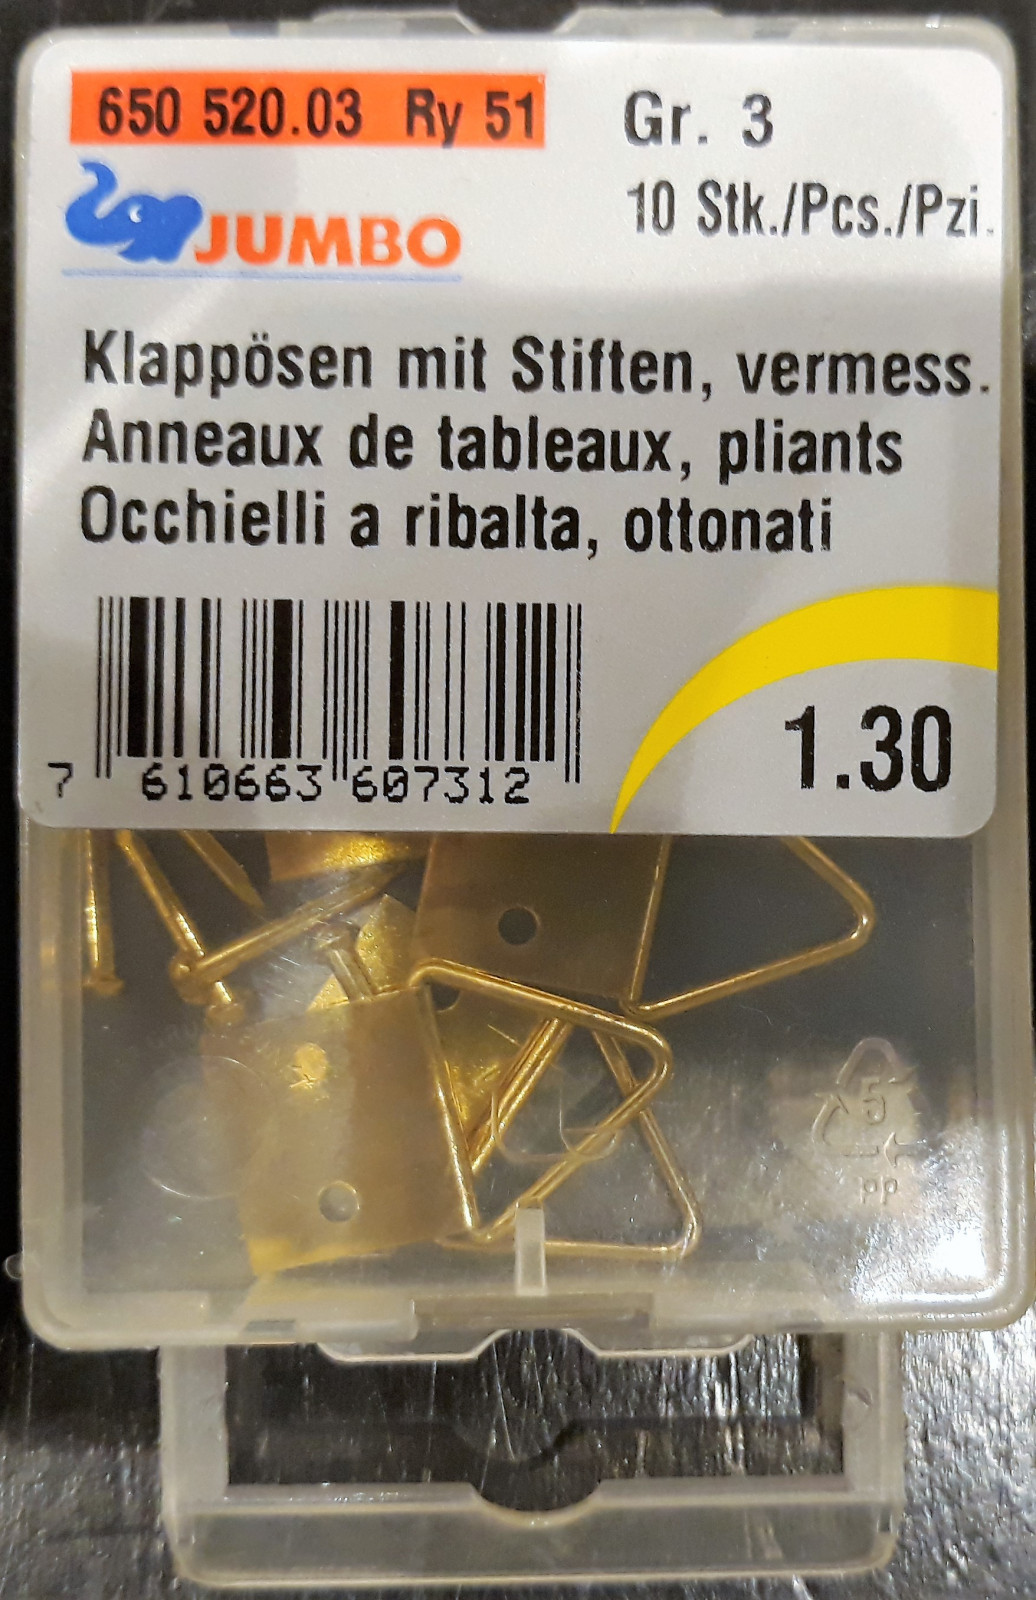 650 520.03 Ry 51
Gr. 3
JUMBO
10 Stk./Pcs./Pzi.
Klappösen mit Stiften, vermess.
Anneaux de tableaux, pliants
Occhielli a ribalta, ottonati
1.30
7 610663 607312
5
PP